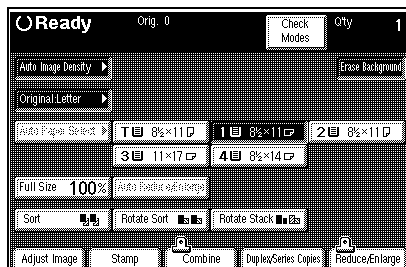 Ready Orig. 0 Check Modes Q'ty 1
Auto Image Density Erase Background
Original:Letter
Auto Paper Select T 8½×11 1 8½×11 2 8½×11
3 11×17 4 8½×14
Full Size 100% Auto Reduce/Enlarge
Sort Rotate Sort Rotate Stack
Adjust Image Stamp Combine Duplex/Series Copies Reduce/Enlarge